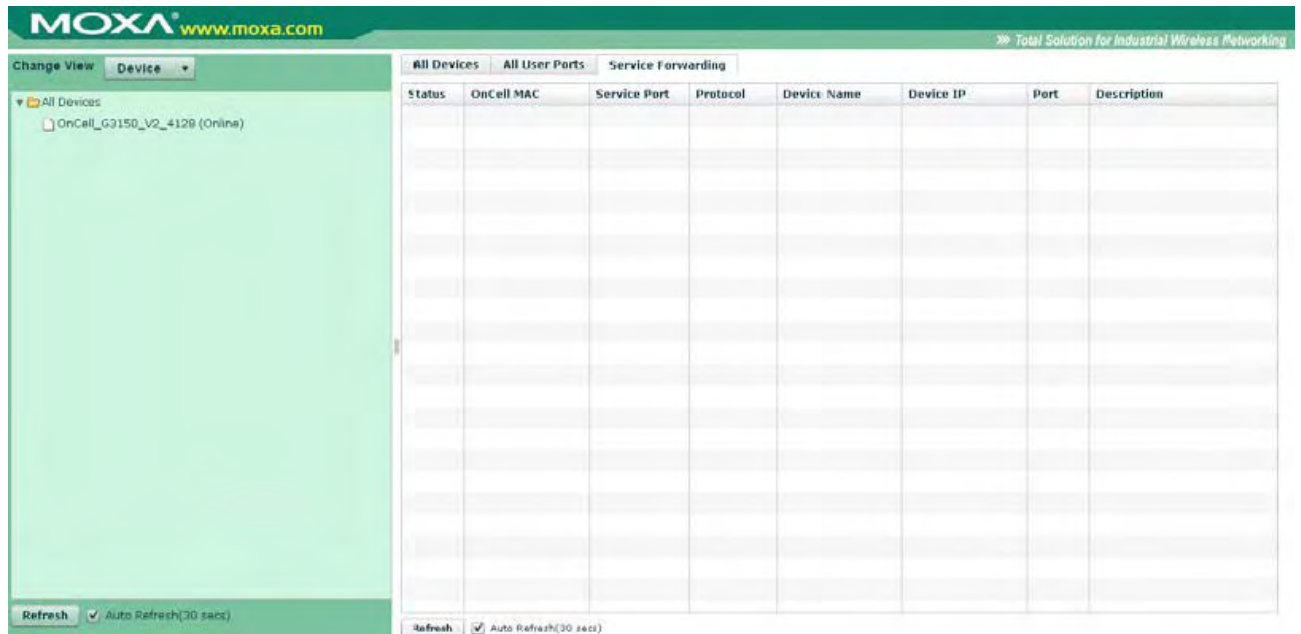 MOXA® www.moxa.com
Total Solution for Industrial Wireless Networking
Change View Device
All Devices
OnCell_G3150_V2_4128 (Online)
Refresh Auto Refresh(30 secs)
All Devices All User Ports Service Forwarding
Status OnCell MAC Service Port Protocol Device Name Device IP Port Description
Refresh Auto Refresh(30 secs)